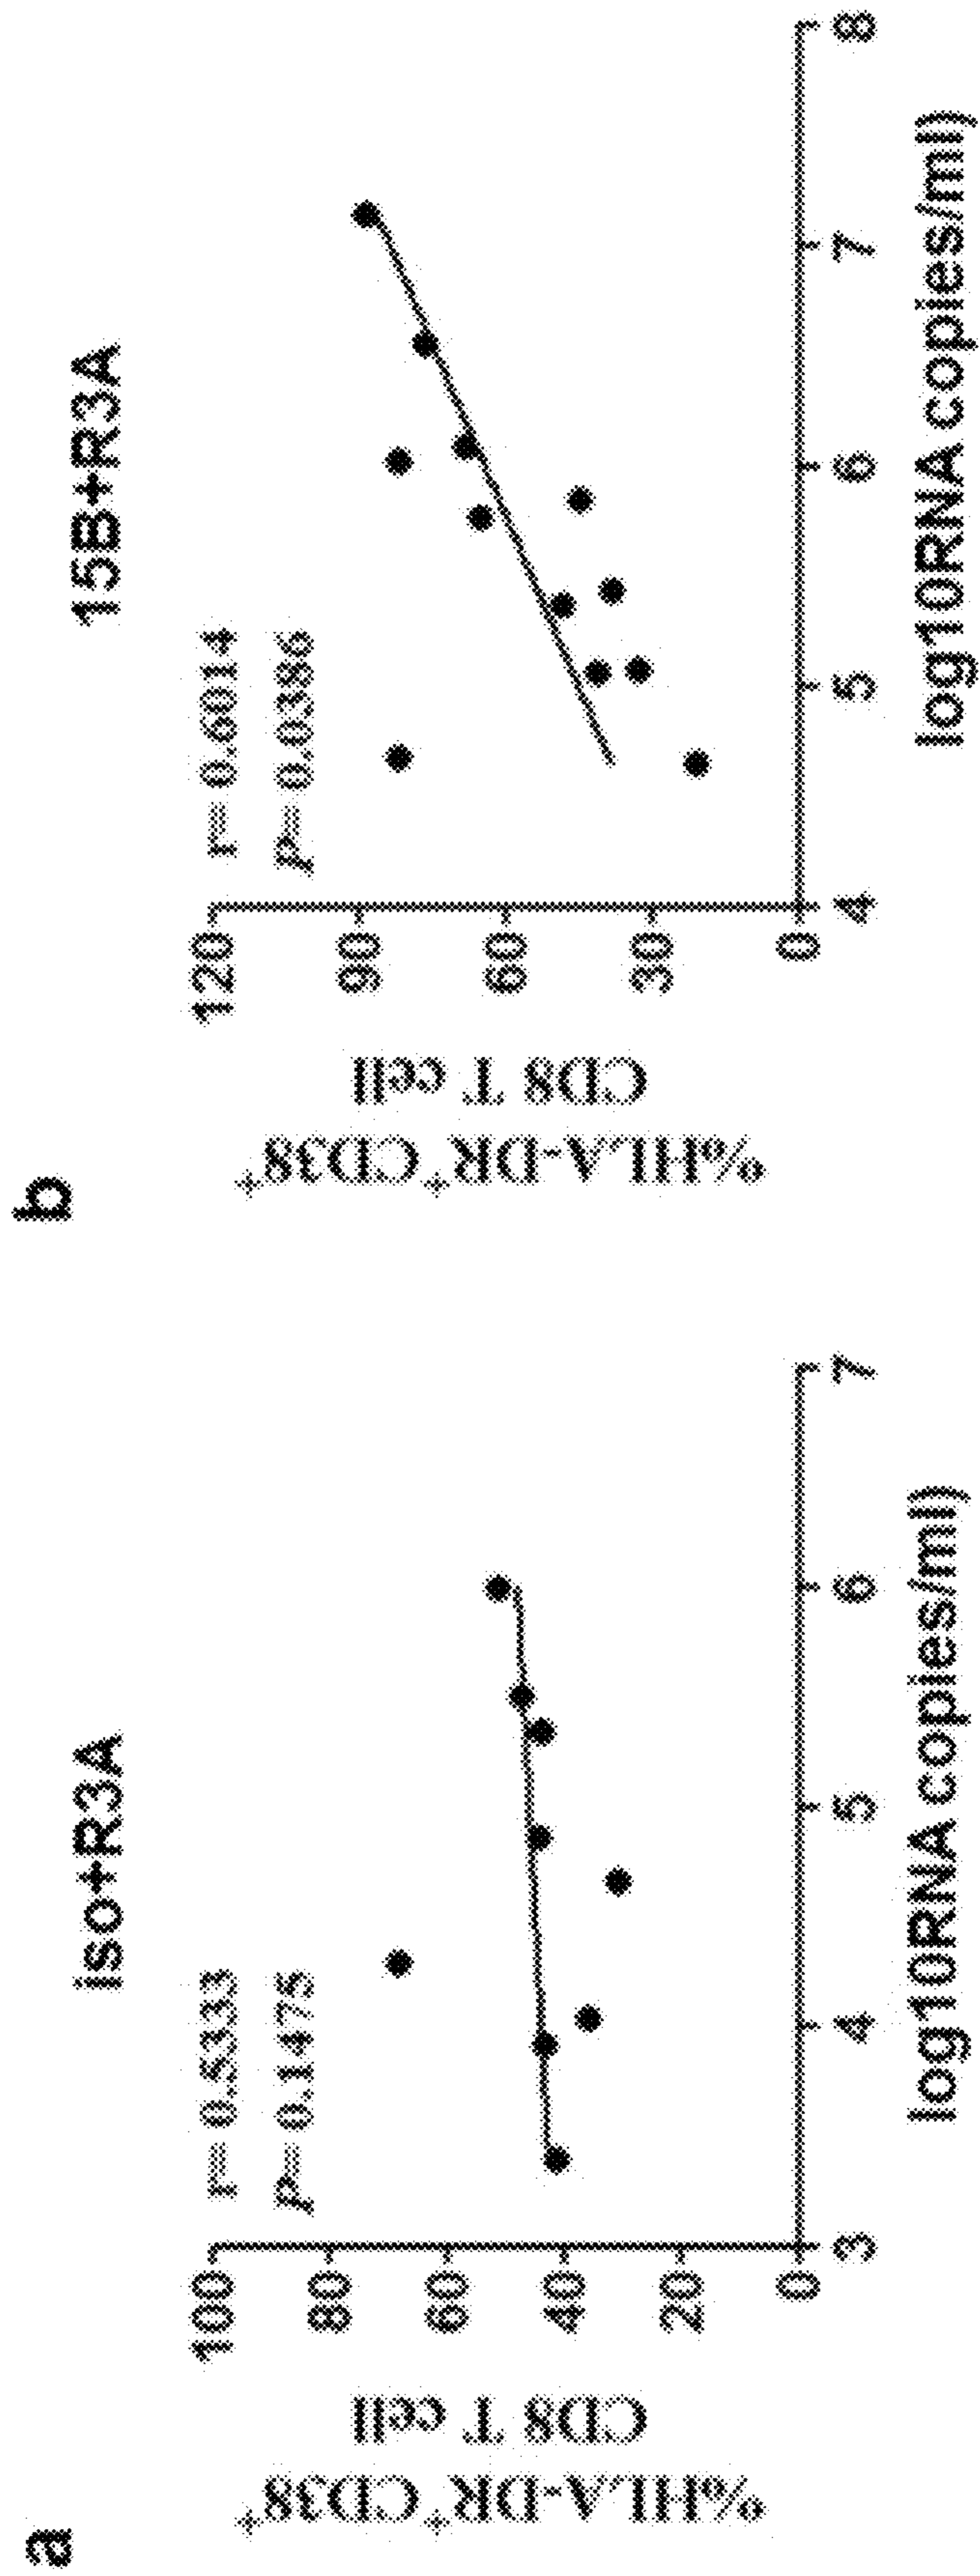 a
iso+R3A
r= 0.5333
p= 0.1475
%HLA-DR⁺CD38⁺
CD8 T cell
100
80
60
40
20
0
3 4 5 6 7
log10RNA copies/ml)
b
15B+R3A
r= 0.6014
p= 0.0386
%HLA-DR⁺CD38⁺
CD8 T cell
120
90
60
30
0
4 5 6 7 8
log10RNA copies/ml)